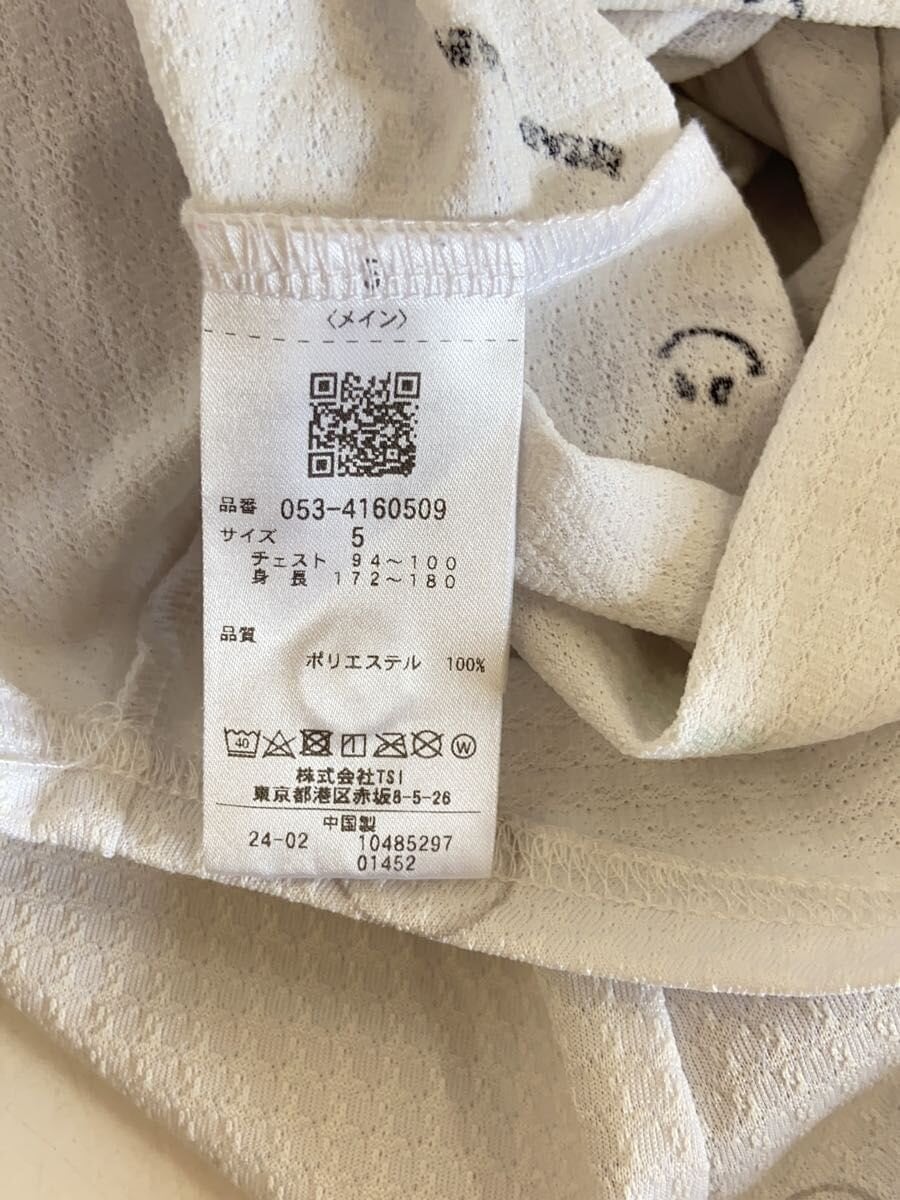 〈メイン〉
品番 053-4160509
サイズ 5
チェスト 94～100
身長 172～180
品質
ポリエステル 100%
40
W
株式会社TSI
東京都港区赤坂8-5-26
中国製
24-02 10485297
01452